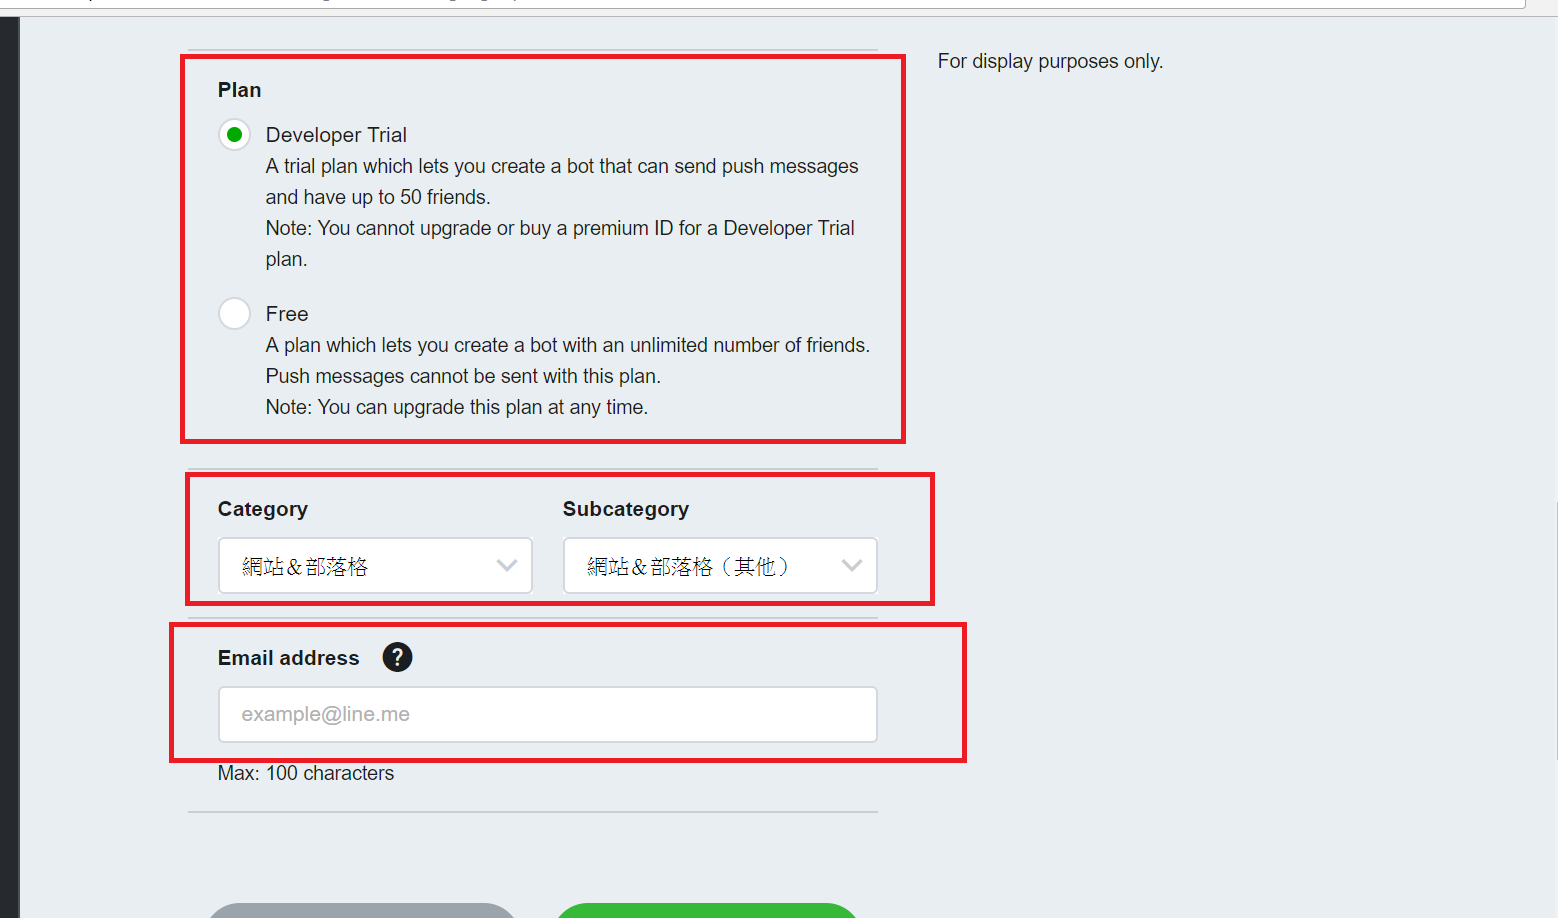 For display purposes only.
Plan
Developer Trial
A trial plan which lets you create a bot that can send push messages
and have up to 50 friends.
Note: You cannot upgrade or buy a premium ID for a Developer Trial
plan.
Free
A plan which lets you create a bot with an unlimited number of friends.
Push messages cannot be sent with this plan.
Note: You can upgrade this plan at any time.
Category Subcategory
網站&部落格 網站&部落格（其他）
Email address ?
example@line.me
Max: 100 characters